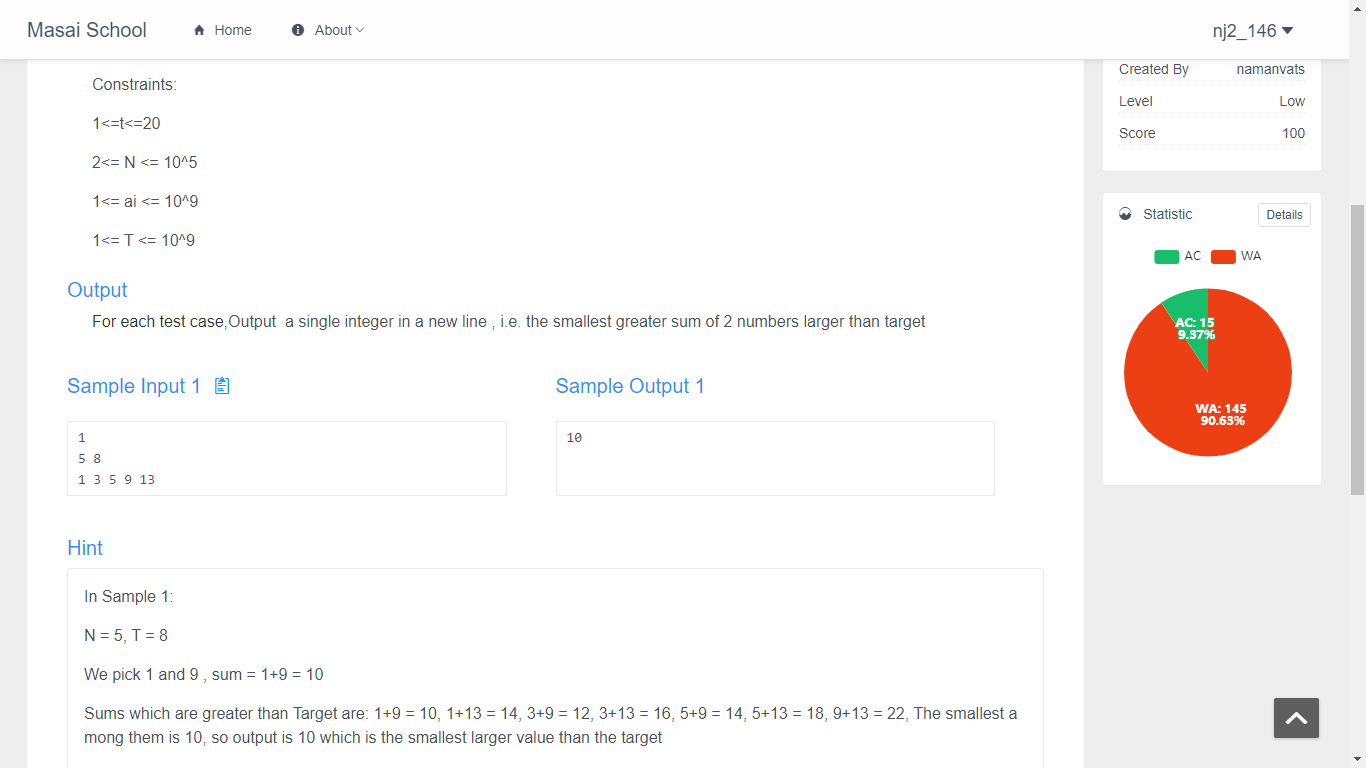 Masai School
Home
About
nj2_146
Constraints:
1<=t<=20
2<= N <= 10^5
1<= ai <= 10^9
1<= T <= 10^9
Output
For each test case,Output  a single integer in a new line , i.e. the smallest greater sum of 2 numbers larger than target
Sample Input 1
1
5 8
1 3 5 9 13
Sample Output 1
10
Hint
In Sample 1:
N = 5, T = 8
We pick 1 and 9 , sum = 1+9 = 10
Sums which are greater than Target are: 1+9 = 10, 1+13 = 14, 3+9 = 12, 3+13 = 16, 5+9 = 14, 5+13 = 18, 9+13 = 22, The smallest a
mong them is 10, so output is 10 which is the smallest larger value than the target
Created By namanvats
Level Low
Score 100
Statistic
Details
AC WA
AC: 15
9.37%
WA: 145
90.63%